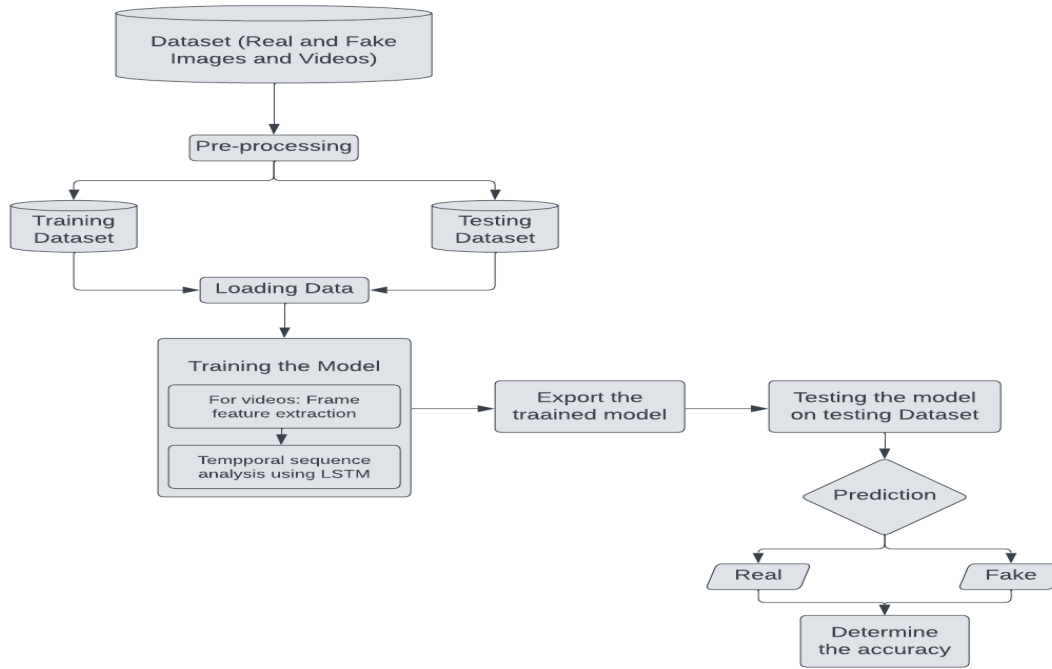 Dataset (Real and Fake
Images and Videos)
Pre-processing
Training
Dataset
Testing
Dataset
Loading Data
Training the Model
For videos: Frame
feature extraction
Tempporal sequence
analysis using LSTM
Export the
traained model
Testing the model
on testing Dataset
Prediction
Real
Fake
Determine
the accuracy